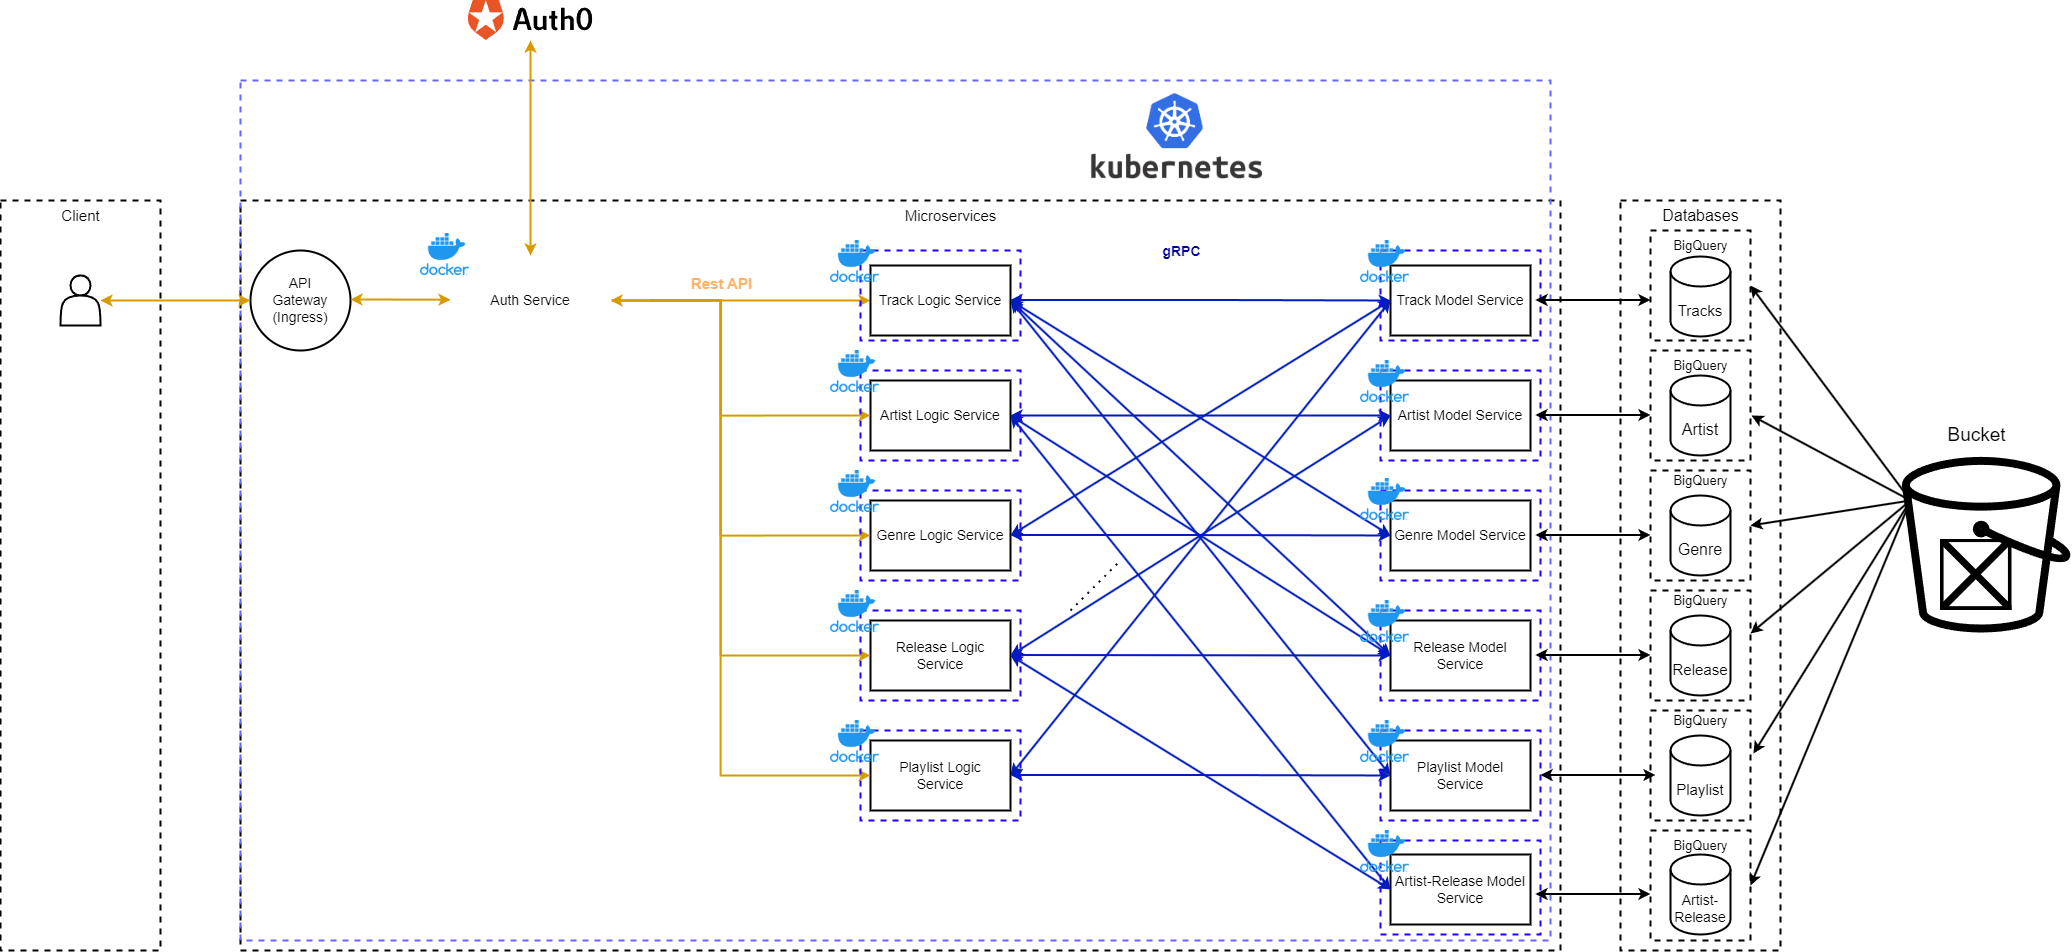 Auth0
kubernetes
Client
Microservices
Databases
docker
API
Gateway
(Ingress)
Auth Service
Rest API
gRPC
docker
Track Logic Service
docker
Track Model Service
BigQuery
Tracks
docker
Artist Logic Service
docker
Artist Model Service
BigQuery
Artist
Bucket
docker
Genre Logic Service
docker
Genre Model Service
BigQuery
Genre
docker
Release Logic
Service
docker
Release Model
Service
BigQuery
Release
docker
Playlist Logic
Service
docker
Playlist Model
Service
BigQuery
Playlist
docker
Artist-Release Model
Service
BigQuery
Artist-
Release